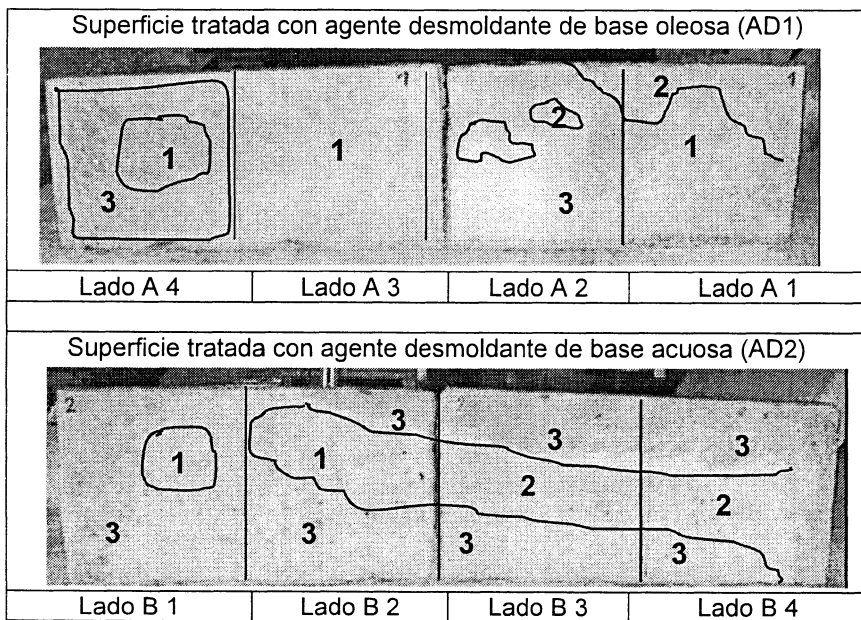 Superficie tratada con agente desmoldante de base oleosa (AD1)
1 1
2 2
1 1 1
3 3
Lado A 4 Lado A 3 Lado A 2 Lado A 1
Superficie tratada con agente desmoldante de base acuosa (AD2)
2 2
3 3 3
1 1 2 2
3 3 3 3
Lado B 1 Lado B 2 Lado B 3 Lado B 4